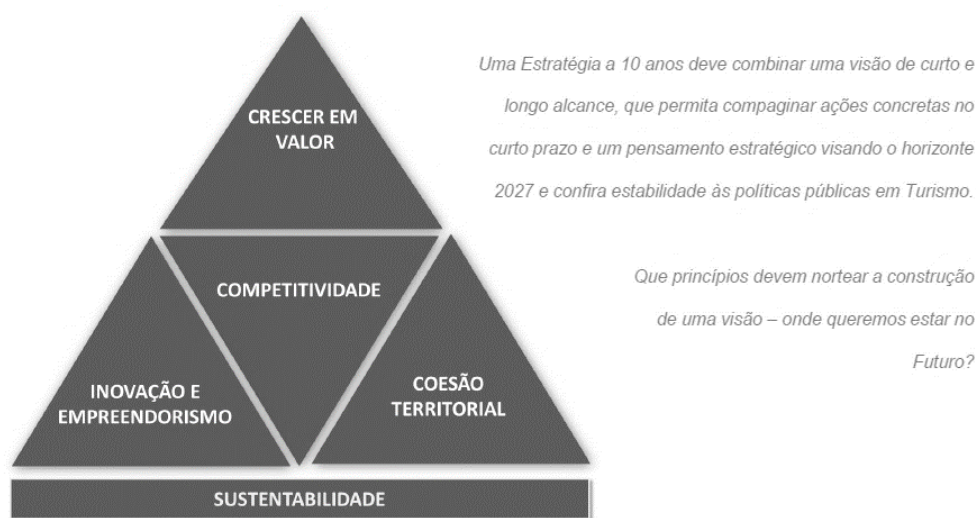 CRESCER EM
VALOR
COMPETITIVIDADE
INOVAÇÃO E
EMPREENDORISMO
COESÃO
TERRITORIAL
SUSTENTABILIDADE
Uma Estratégia a 10 anos deve combinar uma visão de curto e
longo alcance, que permita compaginar ações concretas no
curto prazo e um pensamento estratégico visando o horizonte
2027 e confira estabilidade às políticas públicas em Turismo.
Que princípios devem nortear a construção
de uma visão – onde queremos estar no
Futuro?